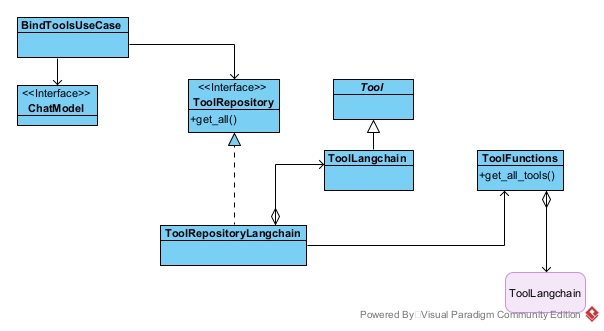 BindToolsUseCase
<<Interface>>
ChatModel
<<Interface>>
ToolRepository
+get_all()
Tool
ToolLangchain
ToolFunctions
+get_all_tools()
ToolRepositoryLangchain
ToolLangchain
Powered By Visual Paradigm Community Edition